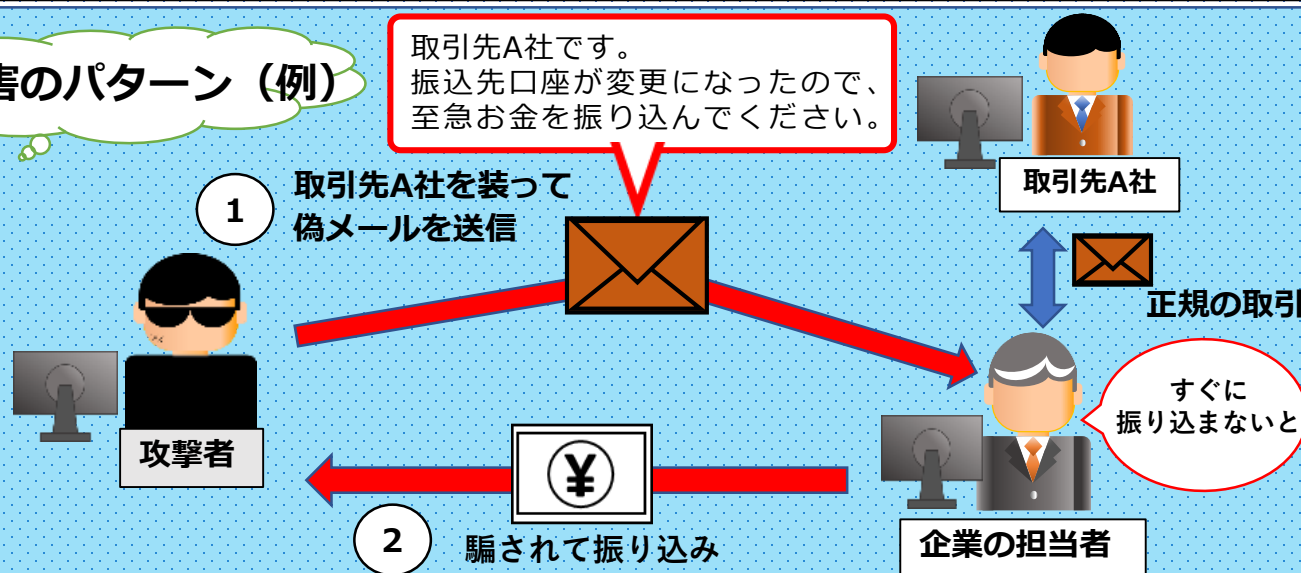 害のパターン（例）
取引先A社です。
振込先口座が変更になったので、
至急お金を振り込んでください。
1
取引先A社を装って
偽メールを送信
取引先A社
正規の取引
すぐに
振り込まないと
攻撃者
¥
2
騙されて振り込み
企業の担当者